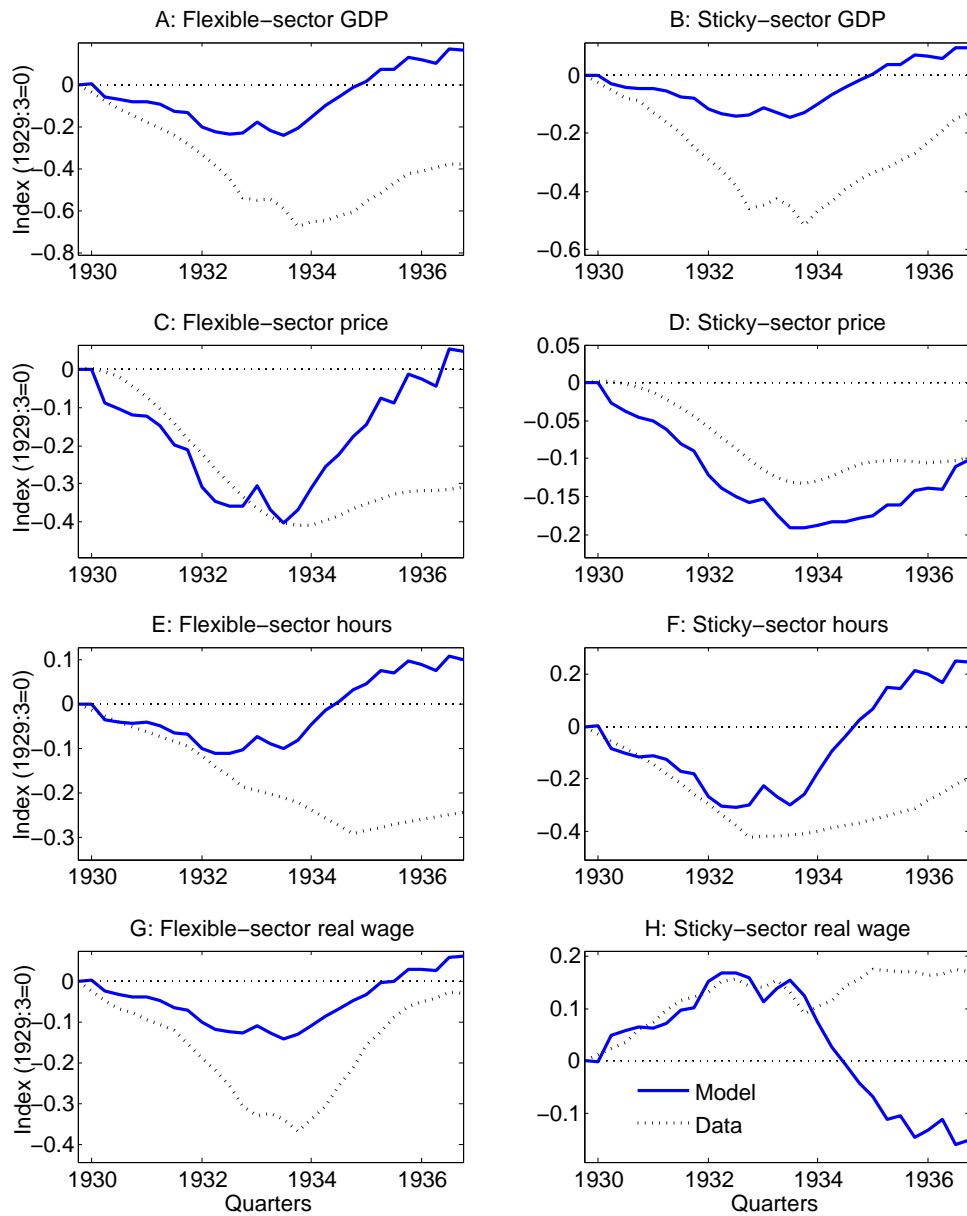 A: Flexible−sector GDP
B: Sticky−sector GDP
Index (1929:3=0)
0
−0.2
−0.4
−0.6
−0.8
1930 1932 1934 1936
0
−0.2
−0.4
−0.6
1930 1932 1934 1936
C: Flexible−sector price
D: Sticky−sector price
Index (1929:3=0)
0
−0.1
−0.2
−0.3
−0.4
1930 1932 1934 1936
0.05
0
−0.05
−0.1
−0.15
−0.2
1930 1932 1934 1936
E: Flexible−sector hours
F: Sticky−sector hours
Index (1929:3=0)
0.1
0
−0.1
−0.2
−0.3
1930 1932 1934 1936
0.2
0
−0.2
−0.4
1930 1932 1934 1936
G: Flexible−sector real wage
H: Sticky−sector real wage
Index (1929:3=0)
0
−0.1
−0.2
−0.3
−0.4
1930 1932 1934 1936
Quarters
0.2
0.1
0
−0.1
Model
Data
1930 1932 1934 1936
Quarters